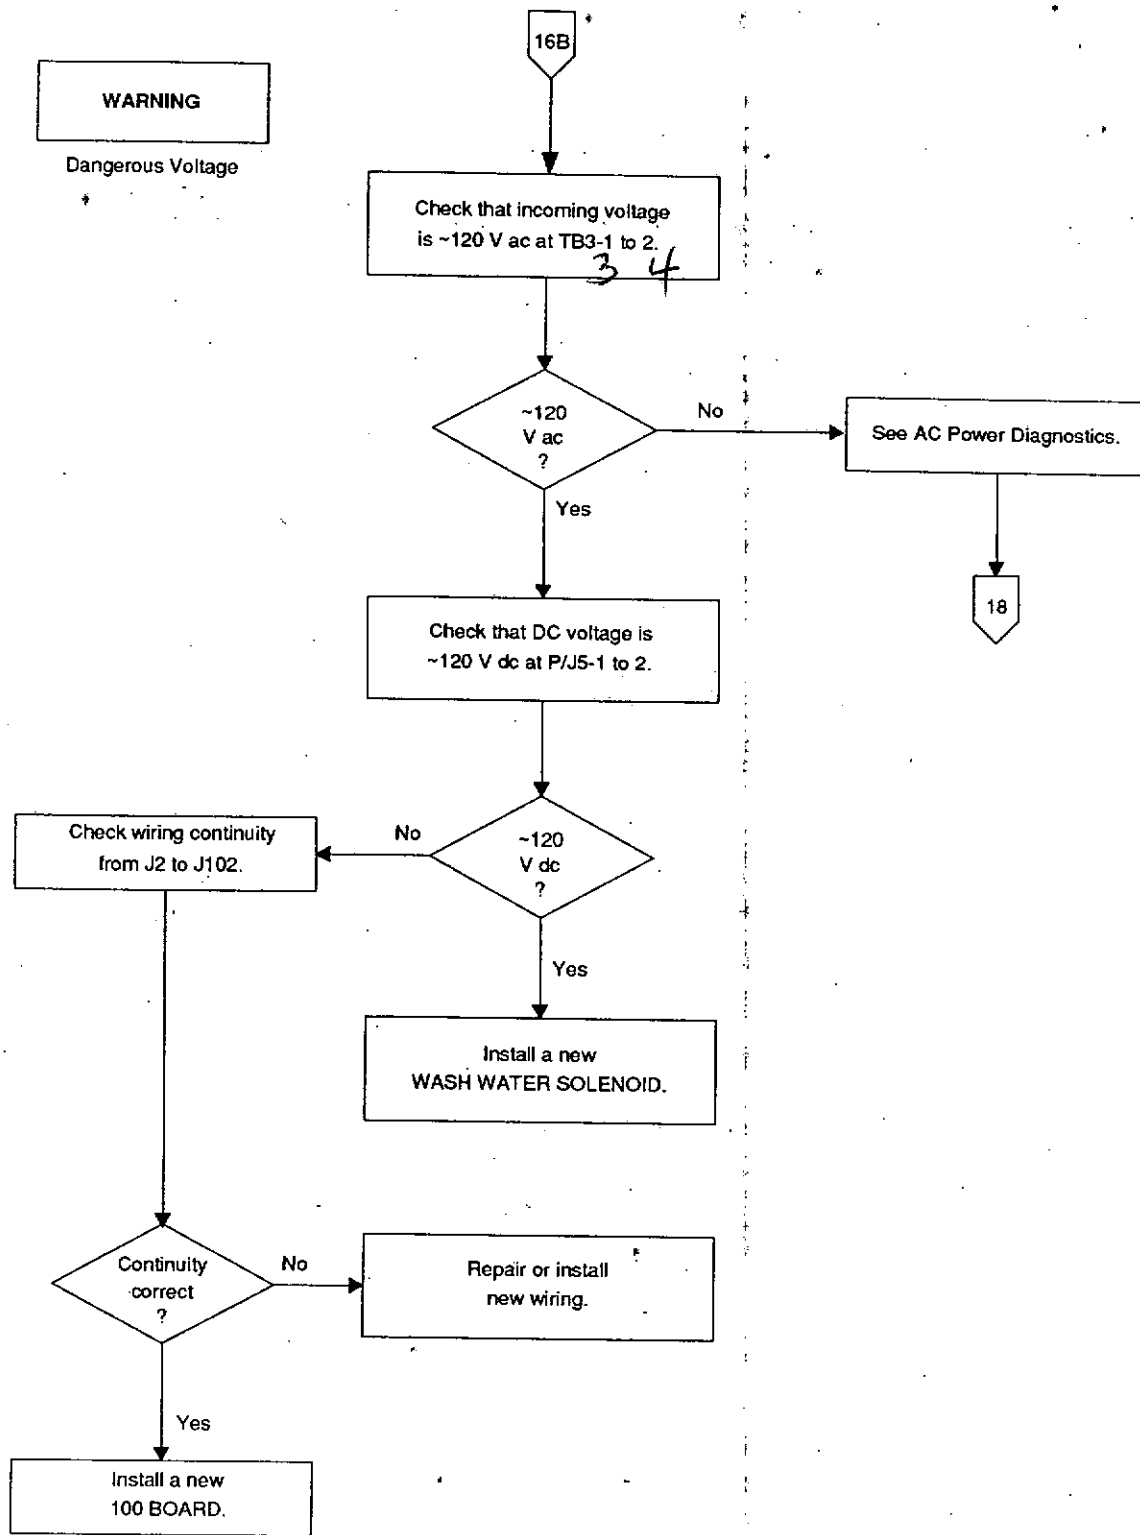 16B
WARNING
Dangerous Voltage
Check that incoming voltage
is ~120 V ac at TB3-1 to 2.
3 4
~120
V ac
?
No
See AC Power Diagnostics.
Yes
18
Check that DC voltage is
~120 V dc at P/J5-1 to 2.
~120
V dc
?
No
Check wiring continuity
from J2 to J102.
Yes
Install a new
WASH WATER SOLENOID.
Continuity
correct
?
No
Repair or install
new wiring.
Yes
Install a new
100 BOARD.